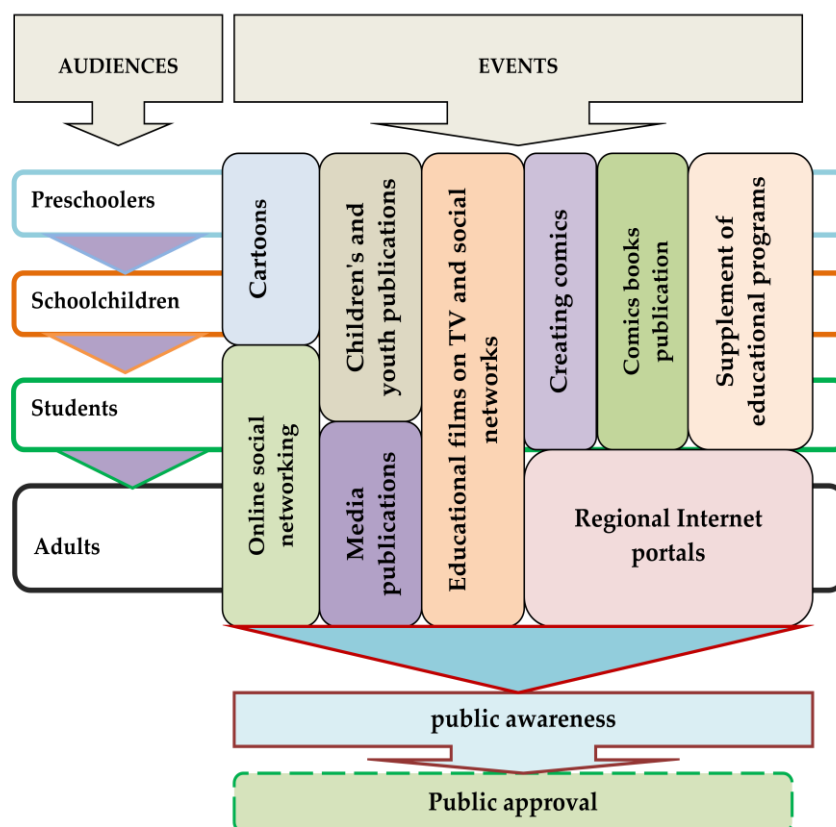 AUDIENCES
EVENTS
Preschoolers
Schoolchildren
Students
Adults
Cartoons
Online social
networking
Children's and
youth publications
Media
publications
Educational films on TV and social
networks
Creating comics
Comics books
publication
Supplement of
educational programs
Regional Internet
portals
public awareness
Public approval